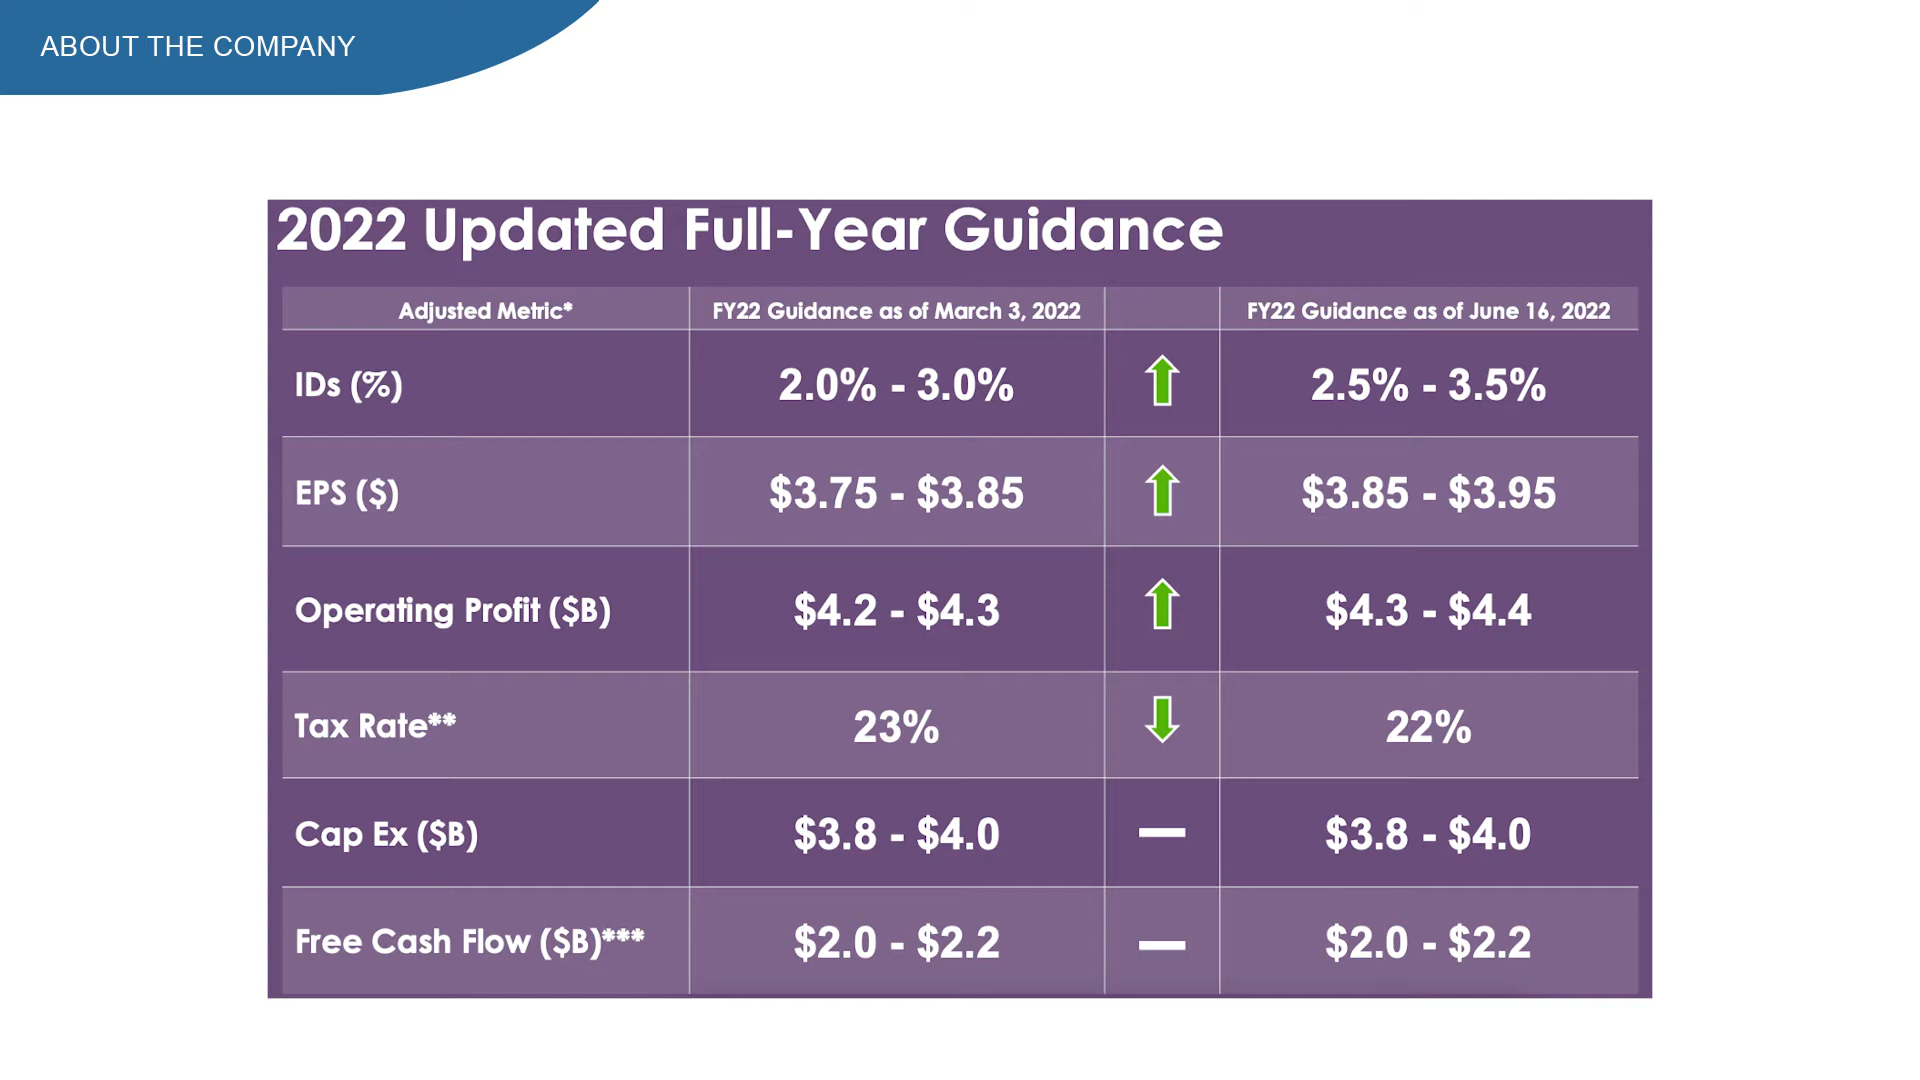 ABOUT THE COMPANY
2022 Updated Full-Year Guidance
Adjusted Metric* FY22 Guidance as of March 3, 2022 FY22 Guidance as of June 16, 2022
IDs (%) 2.0% - 3.0% 2.5% - 3.5%
EPS ($) $3.75 - $3.85 $3.85 - $3.95
Operating Profit ($B) $4.2 - $4.3 $4.3 - $4.4
Tax Rate** 23% 22%
Cap Ex ($B) $3.8 - $4.0 $3.8 - $4.0
Free Cash Flow ($B)*** $2.0 - $2.2 $2.0 - $2.2